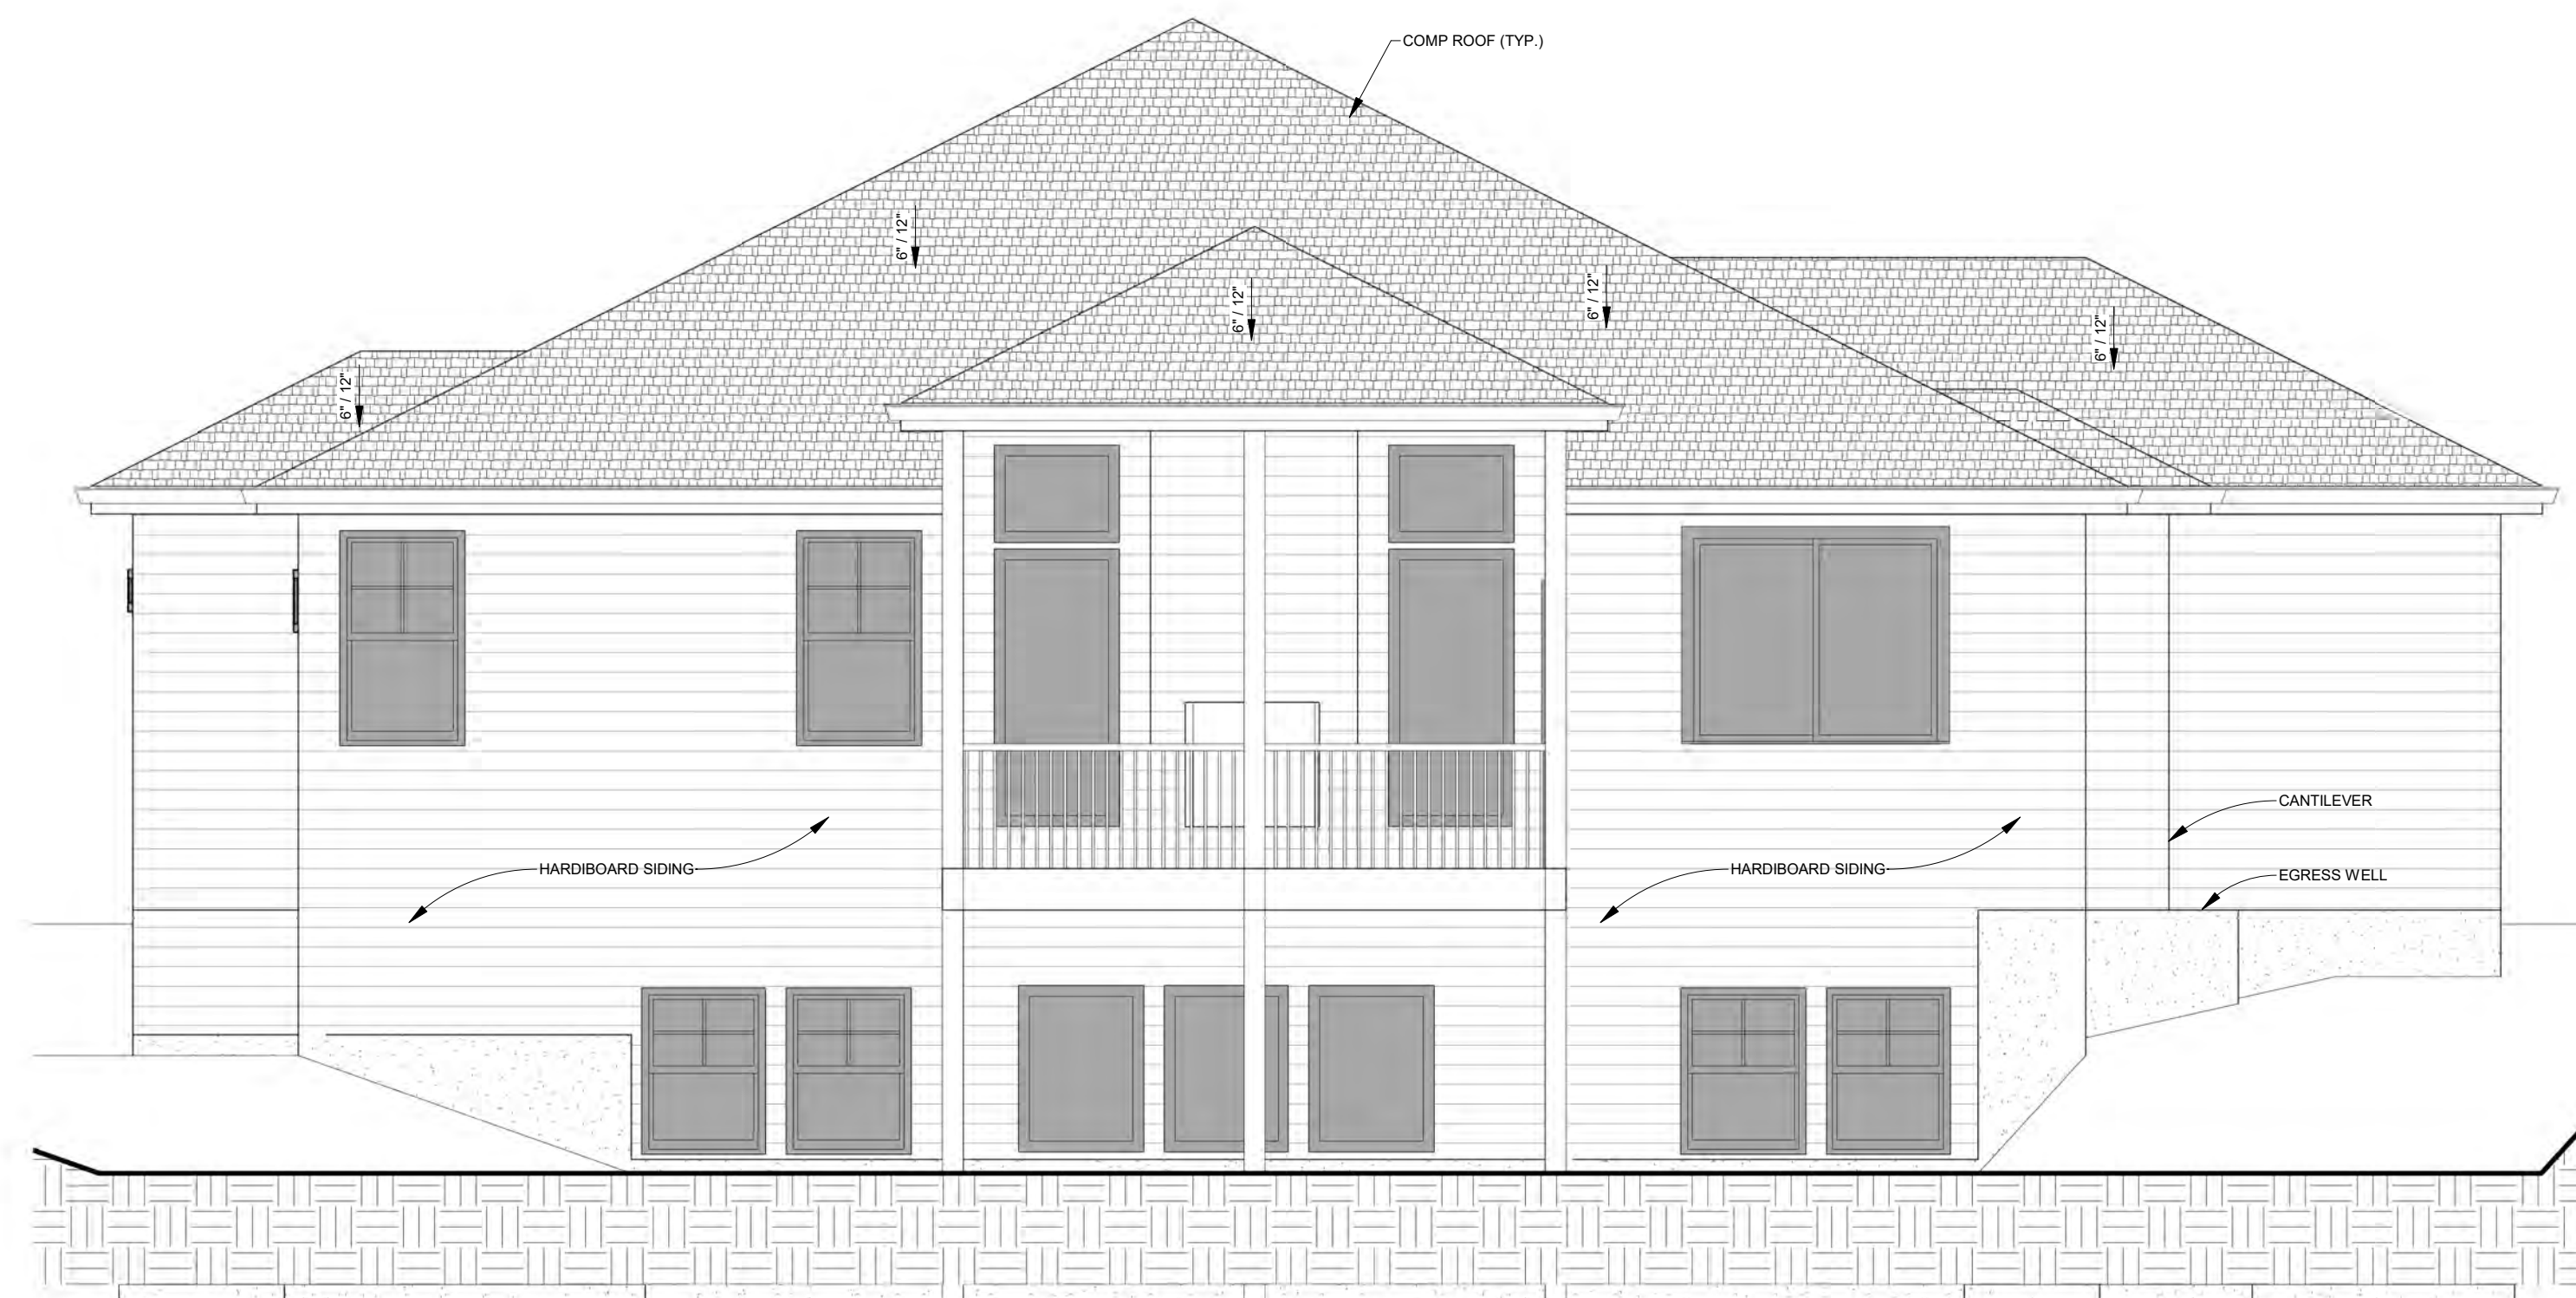 COMP ROOF (TYP.)
6" / 12"
6" / 12"
6" / 12"
6" / 12"
6" / 12"
CANTILEVER
HARDIBOARD SIDING
HARDIBOARD SIDING
EGRESS WELL